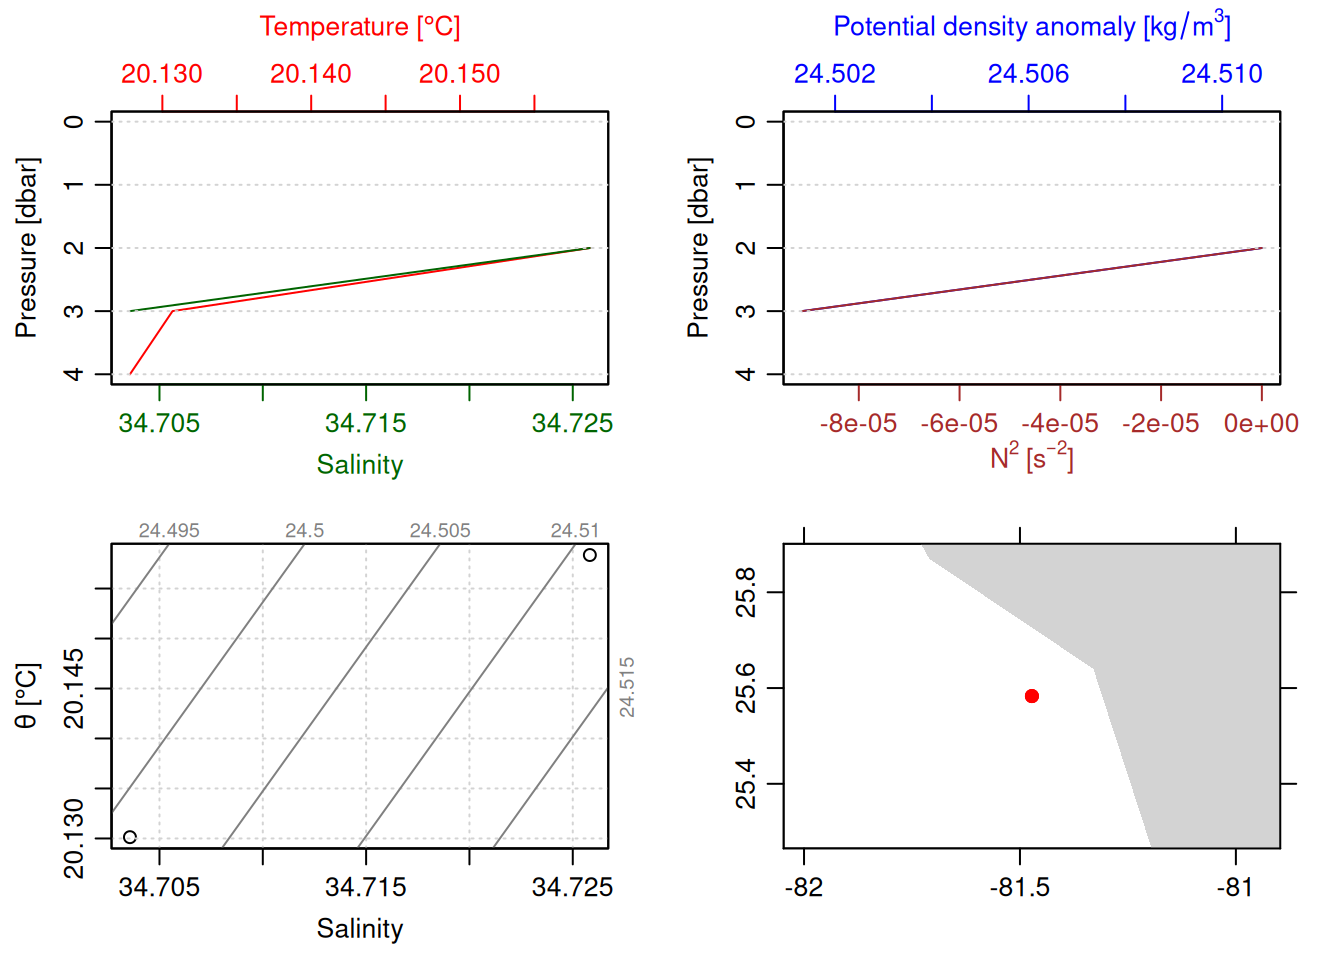 Temperature [°C]
20.130 20.140 20.150
0 1 2 3 4
Pressure [dbar]
34.705 34.715 34.725
Salinity
Potential density anomaly [kg/m³]
24.502 24.506 24.510
0 1 2 3 4
Pressure [dbar]
-8e-05 -6e-05 -4e-05 -2e-05 0e+00
N² [s⁻²]
24.495 24.5 24.505 24.51
24.515
20.130 20.145
θ [°C]
34.705 34.715 34.725
Salinity
25.4 25.6 25.8
-82 -81.5 -81